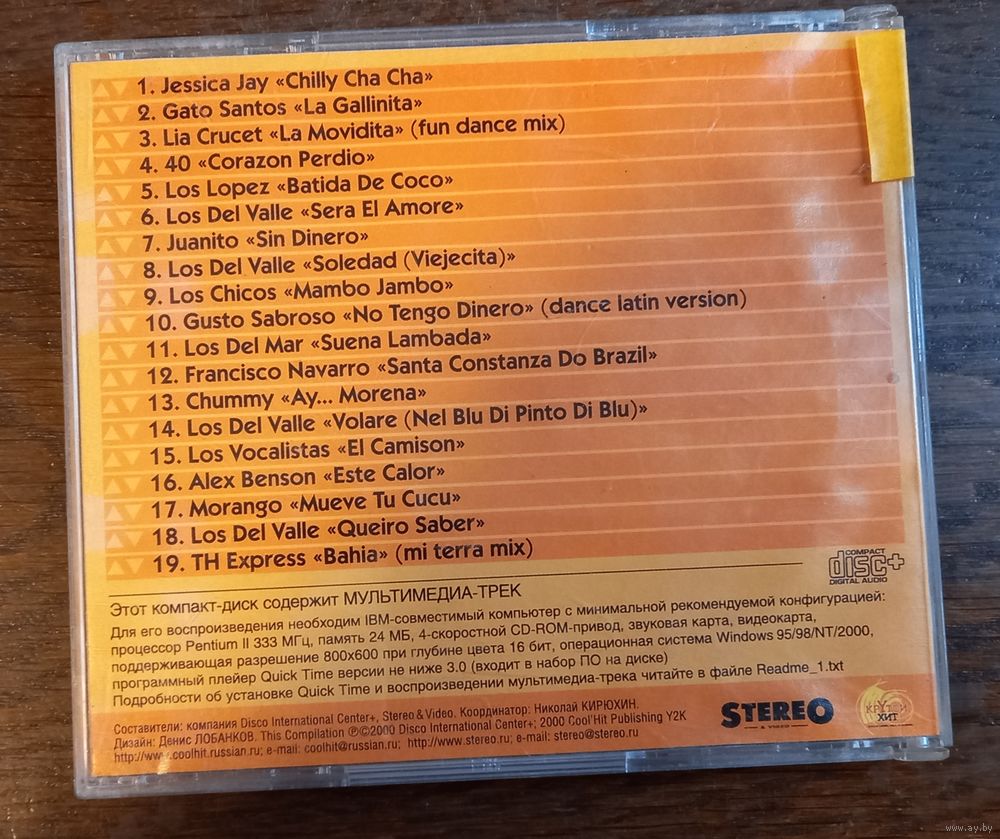 1. Jessica Jay «Chilly Cha Cha»
2. Gato Santos «La Gallinita»
3. Lia Crucet «La Movidita» (fun dance mix)
4. 40 «Corazon Perdio»
5. Los Lopez «Batida De Coco»
6. Los Del Valle «Sera El Amore»
7. Juanito «Sin Dinero»
8. Los Del Valle «Soledad (Viejecita)»
9. Los Chicos «Mambo Jambo»
10. Gusto Sabroso «No Tengo Dinero» (dance latin version)
11. Los Del Mar «Suena Lambada»
12. Francisco Navarro «Santa Constanza Do Brazil»
13. Chummy «Ay... Morena»
14. Los Del Valle «Volare (Nel Blu Di Pinto Di Blu)»
15. Los Vocalistas «El Camison»
16. Alex Benson «Este Calor»
17. Morango «Mueve Tu Cucu»
18. Los Del Valle «Queiro Saber»
19. TH Express «Bahia» (mi terra mix)
COMPACT
disc+
DIGITAL AUDIO
Этот компакт-диск содержит МУЛЬТИМЕДИА-ТРЕК
Для его воспроизведения необходим IBM-совместимый компьютер с минимальной рекомендуемой конфигурацией:
процессор Pentium II 333 МГц, память 24 МБ, 4-скоростной CD-ROM-привод, звуковая карта, видеокарта,
поддерживающая разрешение 800x600 при глубине цвета 16 бит, операционная система Windows 95/98/NT/2000,
программный плейер Quick Time версии не ниже 3.0 (входит в набор ПО на диске)
Подробности об установке Quick Time и воспроизведении мультимедиа-трека читайте в файле Readme_1.txt
Составители: компания Disco International Center+, Stereo & Video. Координатор: Николай КИРЮХИН.
Дизайн: Денис ЛОБАНКОВ. This Compilation ℗©2000 Disco International Center+; 2000 Cool'Hit Publishing Y2K
http://www.coolhit.russian.ru; e-mail: coolhit@russian.ru; http://www.stereo.ru; e-mail: stereo@stereo.ru
STEREO
& VIDEO
КРУТОЙ
ХИТ
www.ay.by